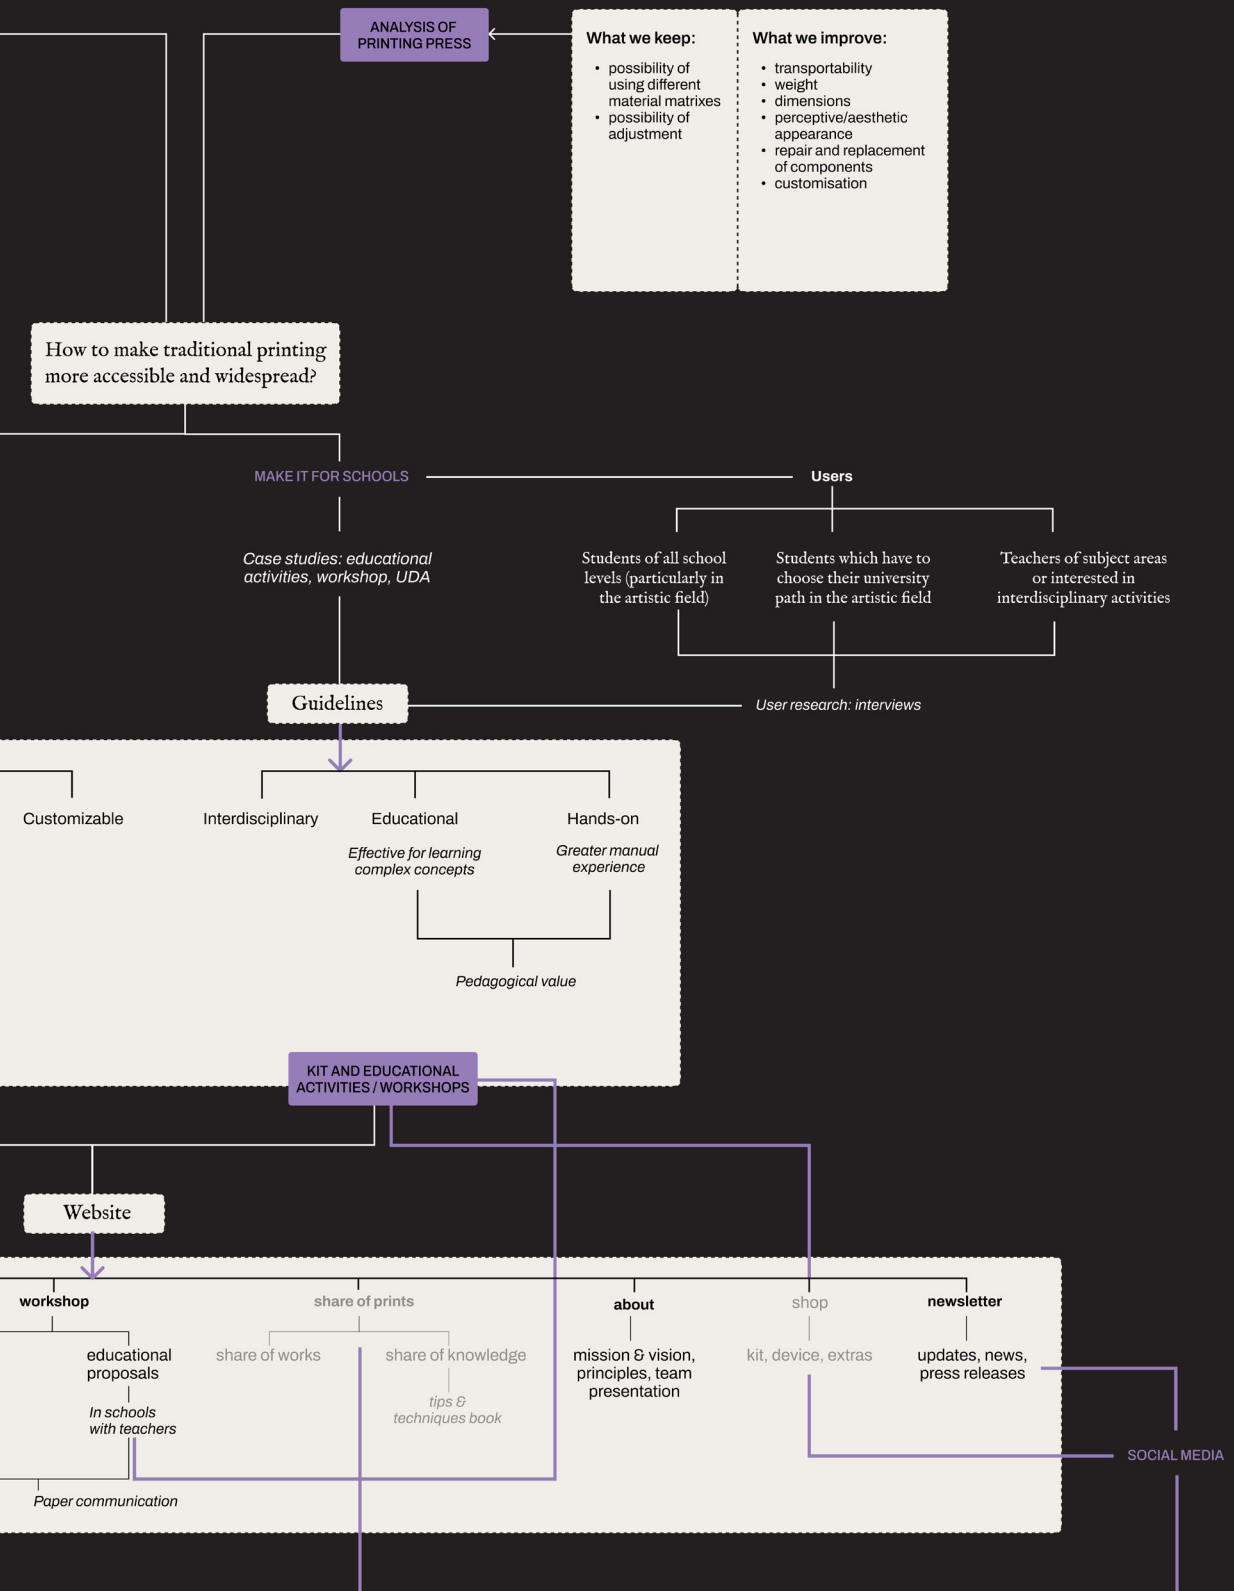 ANALYSIS OF
PRINTING PRESS
What we keep:
• possibility of
using different
material matrixes
• possibility of
adjustment
What we improve:
• transportability
• weight
• dimensions
• perceptive/aesthetic
appearance
• repair and replacement
of components
• customisation
How to make traditional printing
more accessible and widespread?
MAKE IT FOR SCHOOLS
Users
Case studies: educational
activities, workshop, UDA
Students of all school
levels (particularly in
the artistic field)
Students which have to
choose their university
path in the artistic field
Teachers of subject areas
or interested in
interdisciplinary activities
Guidelines
User research: interviews
Customizable
Interdisciplinary
Educational
Hands-on
Effective for learning
complex concepts
Greater manual
experience
Pedagogical value
KIT AND EDUCATIONAL
ACTIVITIES / WORKSHOPS
Website
workshop
share of prints
about
shop
newsletter
educational
proposals
share of works
share of knowledge
mission & vision,
principles, team
presentation
kit, device, extras
updates, news,
press releases
In schools
with teachers
tips &
techniques book
SOCIAL MEDIA
Paper communication